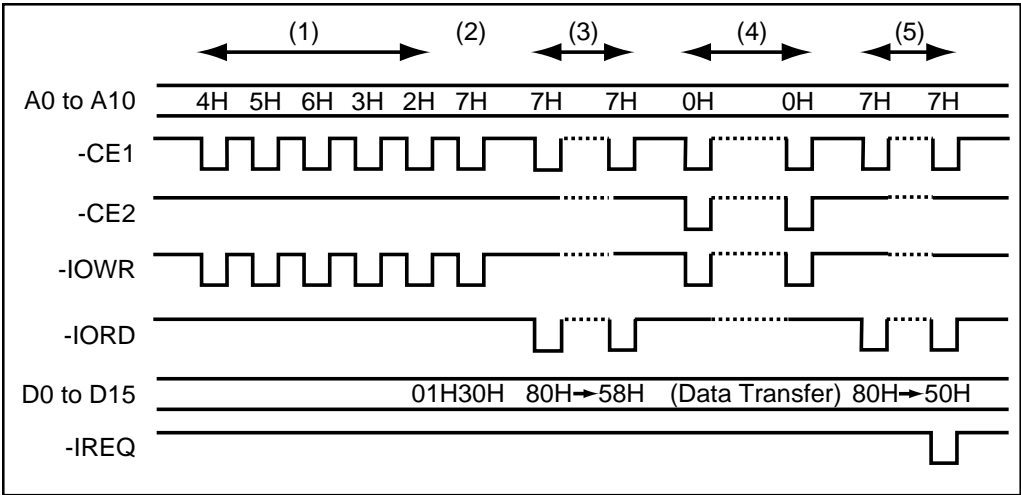 (1) (2) (3) (4) (5)
A0 to A10 4H 5H 6H 3H 2H 7H 7H 7H 0H 0H 7H 7H
-CE1
-CE2
-IOWR
-IORD
D0 to D15 01H30H 80H→58H (Data Transfer) 80H→50H
-IREQ